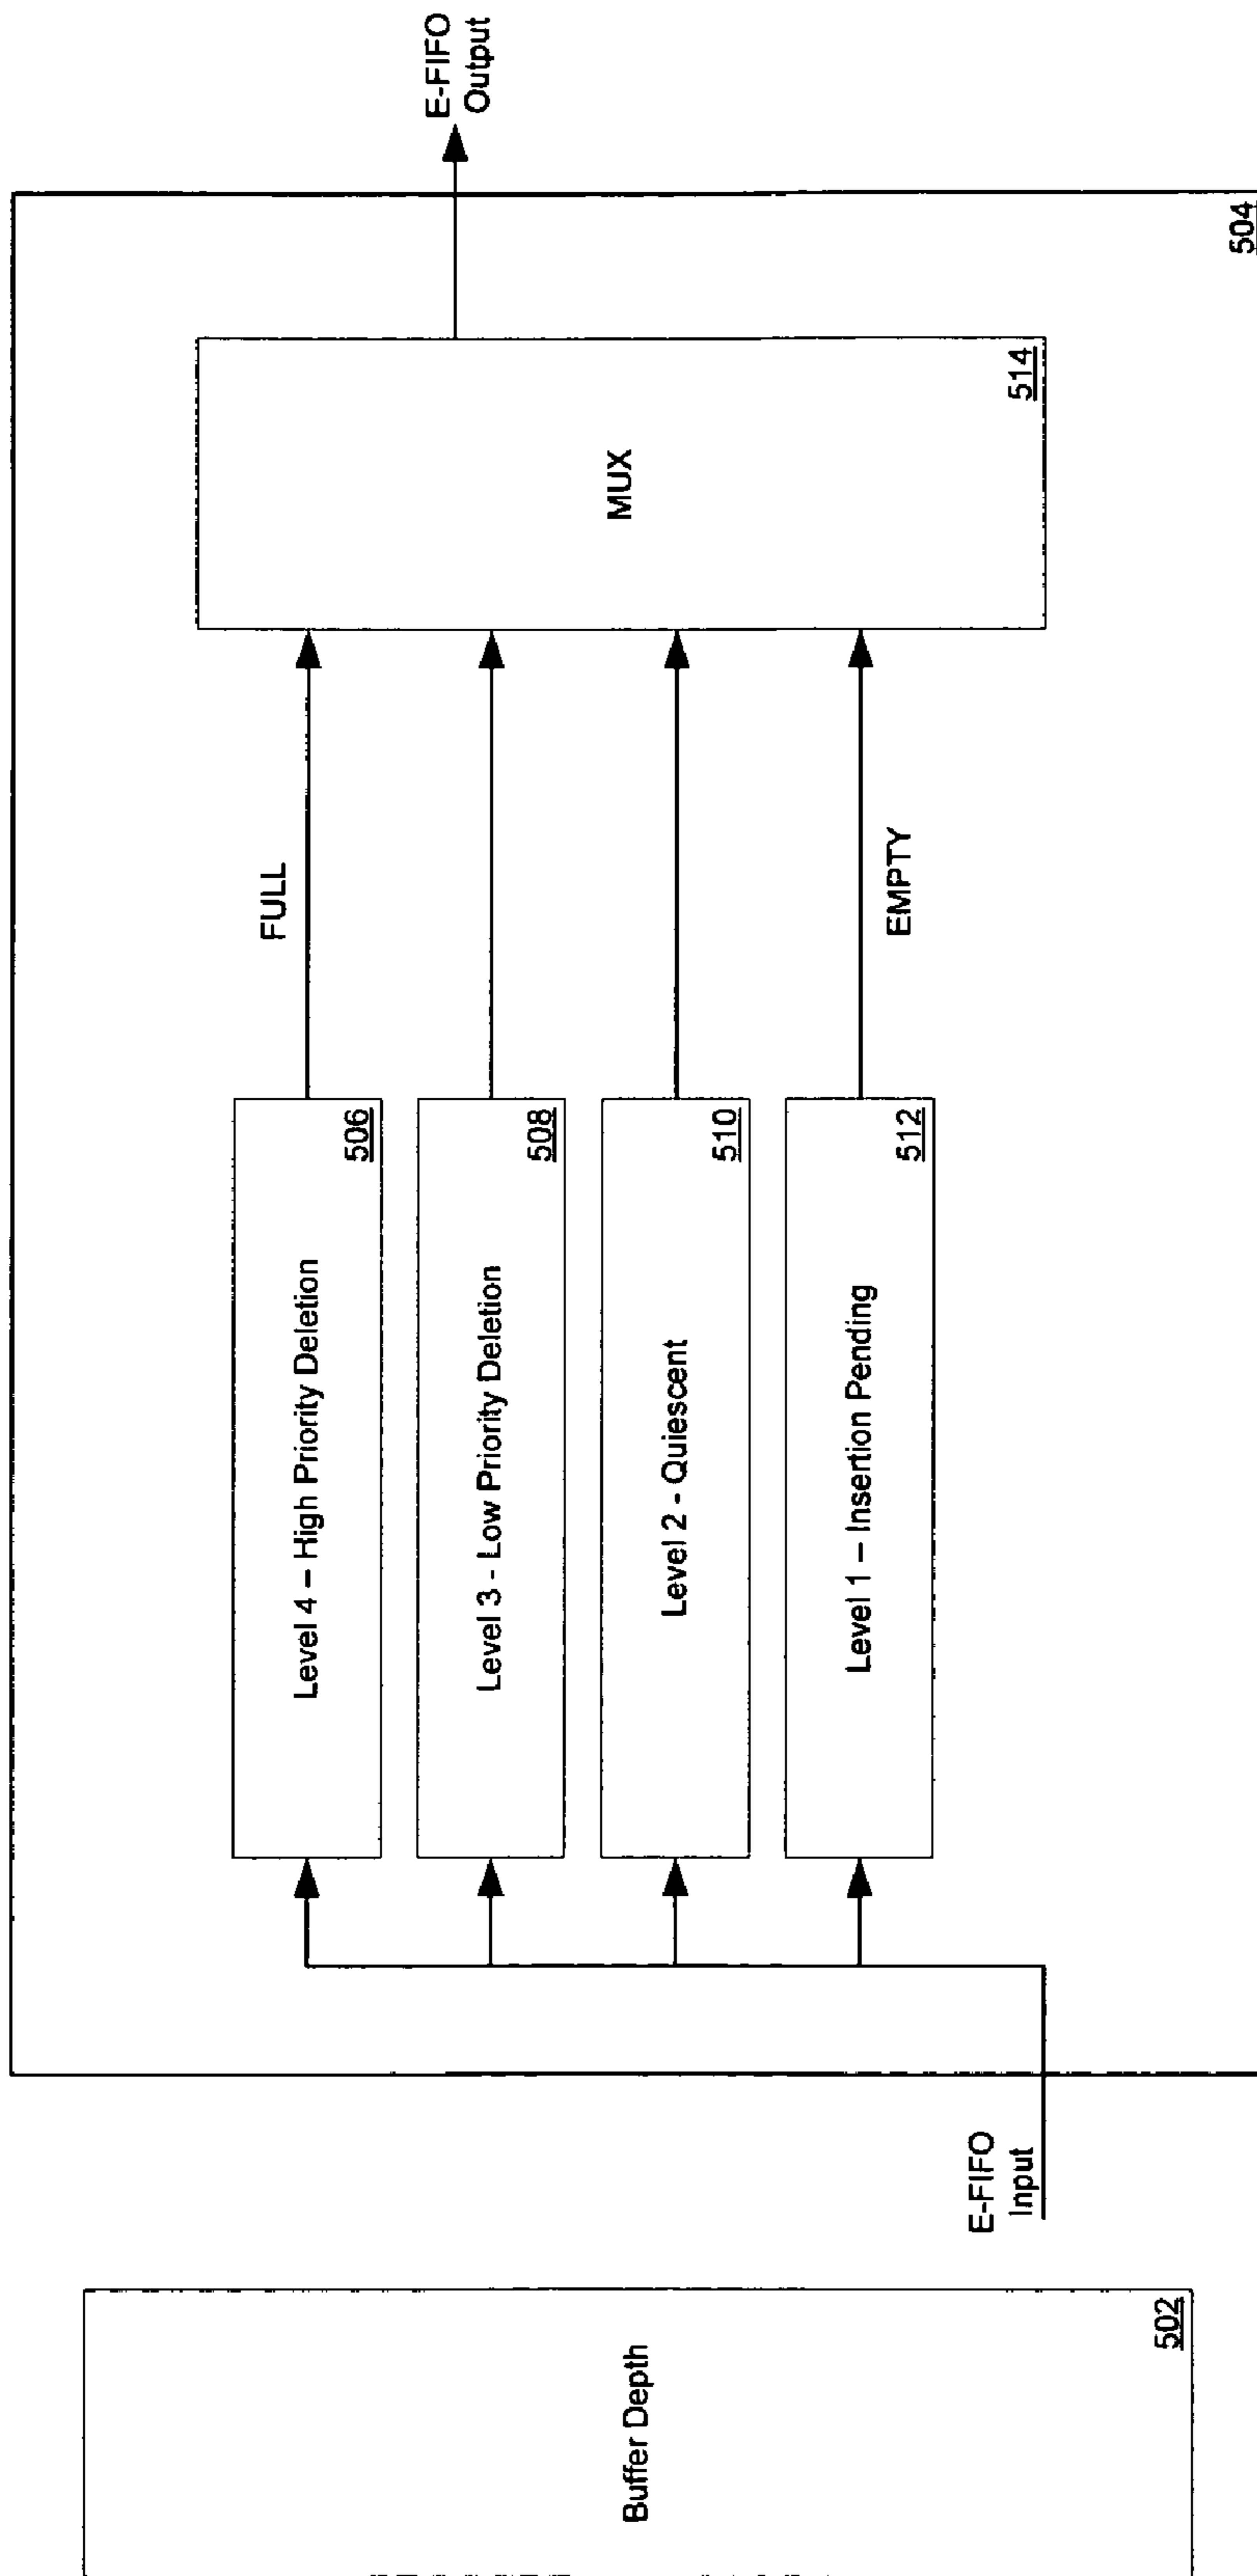 Buffer Depth
502
E-FIFO
Input
Level 4 – High Priority Deletion
506
Level 3 - Low Priority Deletion
508
Level 2 - Quiescent
510
Level 1 – Insertion Pending
512
FULL
EMPTY
MUX
514
504
E-FIFO
Output